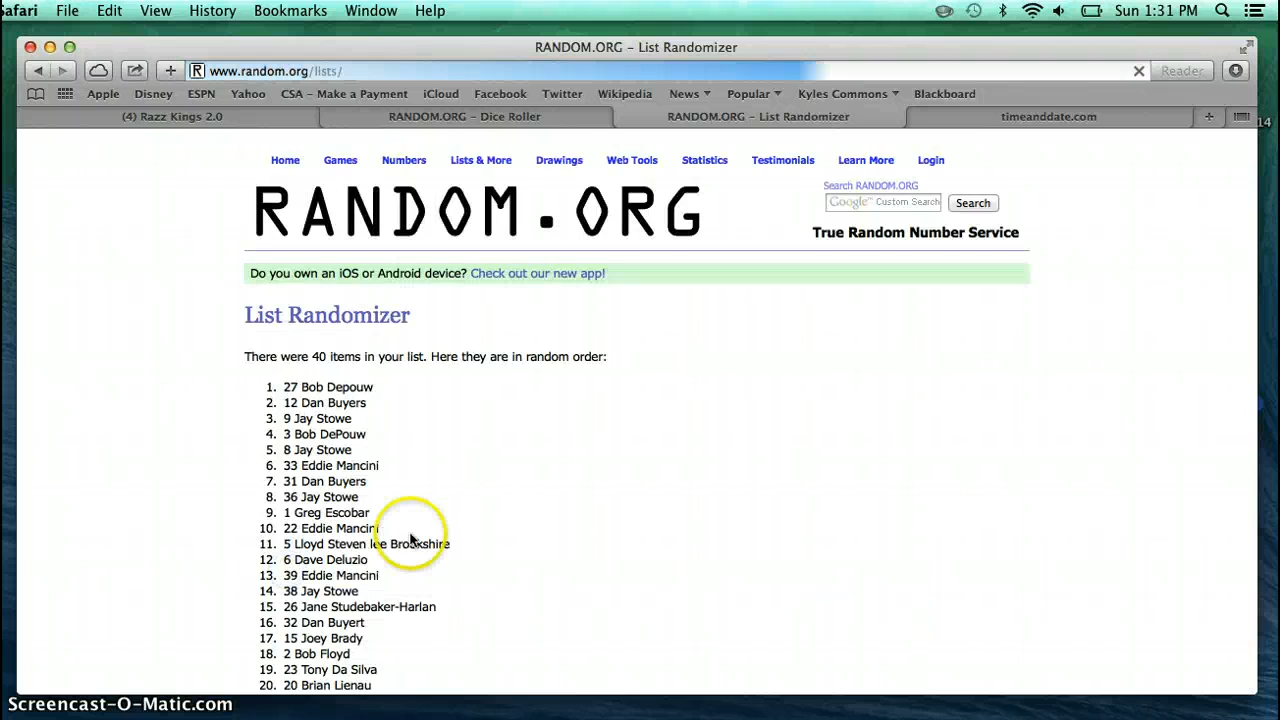 Safari File Edit View History Bookmarks Window Help Sun 1:31 PM
RANDOM.ORG – List Randomizer
www.random.org/lists/ Reader
Apple Disney ESPN Yahoo CSA – Make a Payment iCloud Facebook Twitter Wikipedia News Popular Kyles Commons Blackboard
(4) Razz Kings 2.0 RANDOM.ORG – Dice Roller RANDOM.ORG – List Randomizer timeanddate.com
14
Home Games Numbers Lists & More Drawings Web Tools Statistics Testimonials Learn More Login
Search RANDOM.ORG
RANDOM.ORG
Google™ Custom Search Search
True Random Number Service
Do you own an iOS or Android device? Check out our new app!
List Randomizer
There were 40 items in your list. Here they are in random order:
1. 27 Bob Depouw
2. 12 Dan Buyers
3. 9 Jay Stowe
4. 3 Bob DePouw
5. 8 Jay Stowe
6. 33 Eddie Mancini
7. 31 Dan Buyers
8. 36 Jay Stowe
9. 1 Greg Escobar
10. 22 Eddie Mancini
11. 5 Lloyd Steven lee Brookshire
12. 6 Dave Deluzio
13. 39 Eddie Mancini
14. 38 Jay Stowe
15. 26 Jane Studebaker-Harlan
16. 32 Dan Buyert
17. 15 Joey Brady
18. 2 Bob Floyd
19. 23 Tony Da Silva
20. 20 Brian Lienau
Screencast-O-Matic.com